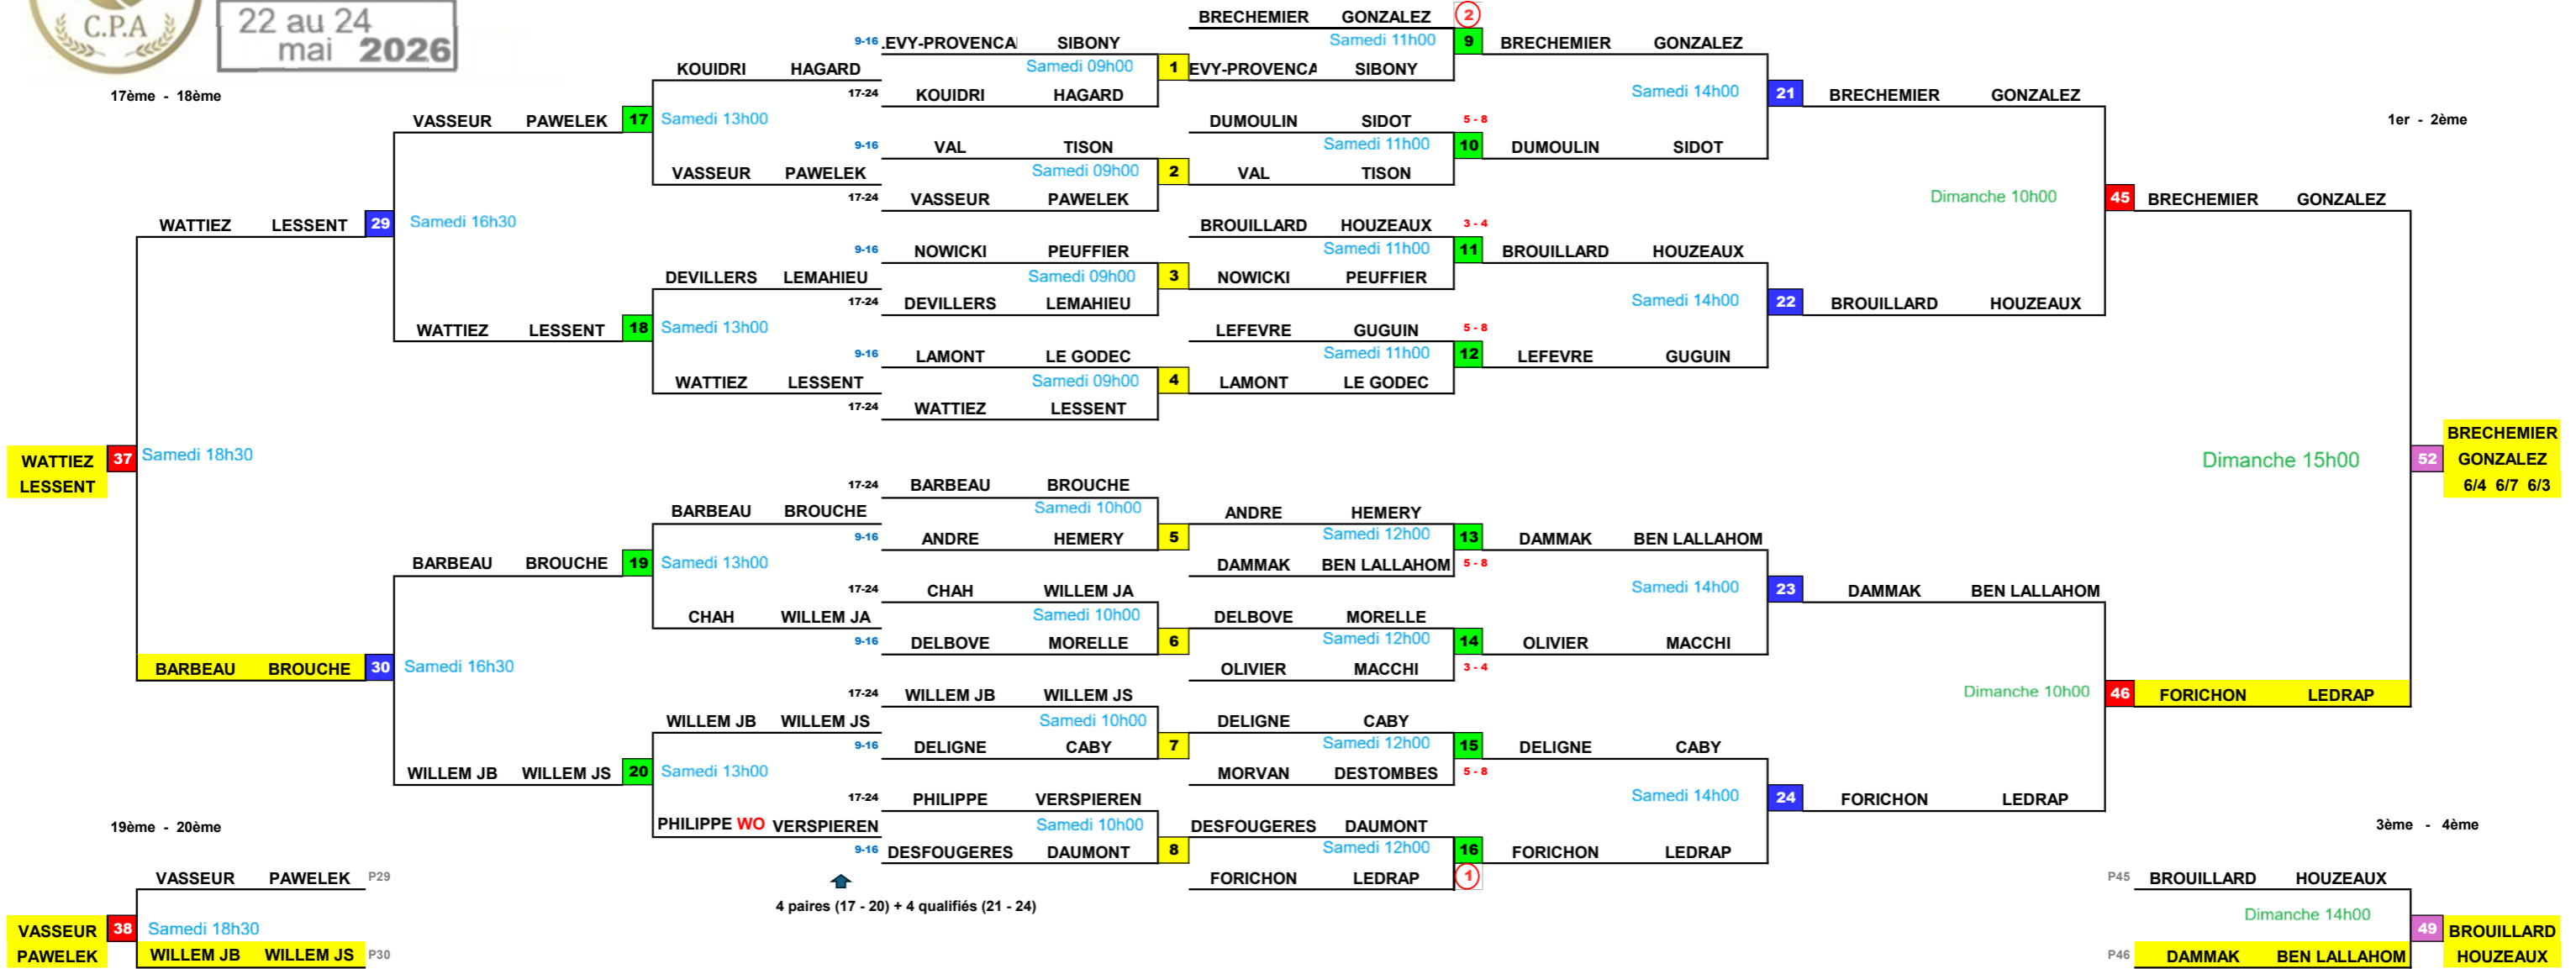 C.P.A
22 au 24
mai 2026
BRECHEMIER GONZALEZ 2
9-16 EVY-PROVENCA SIBONY Samedi 11h00 9 BRECHEMIER GONZALEZ
KOUIDRI HAGARD Samedi 09h00 1 EVY-PROVENCA SIBONY
17ème - 18ème 17-24 KOUIDRI HAGARD Samedi 14h00 21 BRECHEMIER GONZALEZ
VASSEUR PAWELEK 17 Samedi 13h00 DUMOULIN SIDOT 5 - 8 1er - 2ème
9-16 VAL TISON Samedi 11h00 10 DUMOULIN SIDOT
VASSEUR PAWELEK Samedi 09h00 2 VAL TISON
17-24 VASSEUR PAWELEK Dimanche 10h00 45 BRECHEMIER GONZALEZ
WATTIEZ LESSENT 29 Samedi 16h30 BROUILLARD HOUZEAUX 3 - 4
9-16 NOWICKI PEUFFIER Samedi 11h00 11 BROUILLARD HOUZEAUX
DEVILLERS LEMAHIEU Samedi 09h00 3 NOWICKI PEUFFIER
17-24 DEVILLERS LEMAHIEU Samedi 14h00 22 BROUILLARD HOUZEAUX
WATTIEZ LESSENT 18 Samedi 13h00 LEFEVRE GUGUIN 5 - 8
9-16 LAMONT LE GODEC Samedi 11h00 12 LEFEVRE GUGUIN
WATTIEZ LESSENT Samedi 09h00 4 LAMONT LE GODEC
17-24 WATTIEZ LESSENT
BRECHEMIER
WATTIEZ 37 Samedi 18h30 Dimanche 15h00 52 GONZALEZ
LESSENT 17-24 BARBEAU BROUCHE 6/4 6/7 6/3
BARBEAU BROUCHE Samedi 10h00 ANDRE HEMERY
9-16 ANDRE HEMERY 5 Samedi 12h00 13 DAMMAK BEN LALLAHOM
BARBEAU BROUCHE 19 Samedi 13h00 DAMMAK BEN LALLAHOM 5 - 8
17-24 CHAH WILLEM JA Samedi 14h00 23 DAMMAK BEN LALLAHOM
CHAH WILLEM JA Samedi 10h00 DELBOVE MORELLE
9-16 DELBOVE MORELLE 6 Samedi 12h00 14 OLIVIER MACCHI
BARBEAU BROUCHE 30 Samedi 16h30 OLIVIER MACCHI 3 - 4
17-24 WILLEM JB WILLEM JS Dimanche 10h00 46 FORICHON LEDRAP
WILLEM JB WILLEM JS Samedi 10h00 DELIGNE CABY
9-16 DELIGNE CABY 7 Samedi 12h00 15 DELIGNE CABY
WILLEM JB WILLEM JS 20 Samedi 13h00 MORVAN DESTOMBES 5 - 8
17-24 PHILIPPE VERSPIEREN Samedi 14h00 24 FORICHON LEDRAP
19ème - 20ème PHILIPPE WO VERSPIEREN Samedi 10h00 DESFOUGERES DAUMONT 3ème - 4ème
9-16 DESFOUGERES DAUMONT 8 Samedi 12h00 16 FORICHON LEDRAP
VASSEUR PAWELEK P29 FORICHON LEDRAP 1 P45 BROUILLARD HOUZEAUX
4 paires (17 - 20) + 4 qualifiés (21 - 24)
VASSEUR 38 Samedi 18h30 Dimanche 14h00 49 BROUILLARD
PAWELEK WILLEM JB WILLEM JS P30 P46 DAMMAK BEN LALLAHOM HOUZEAUX